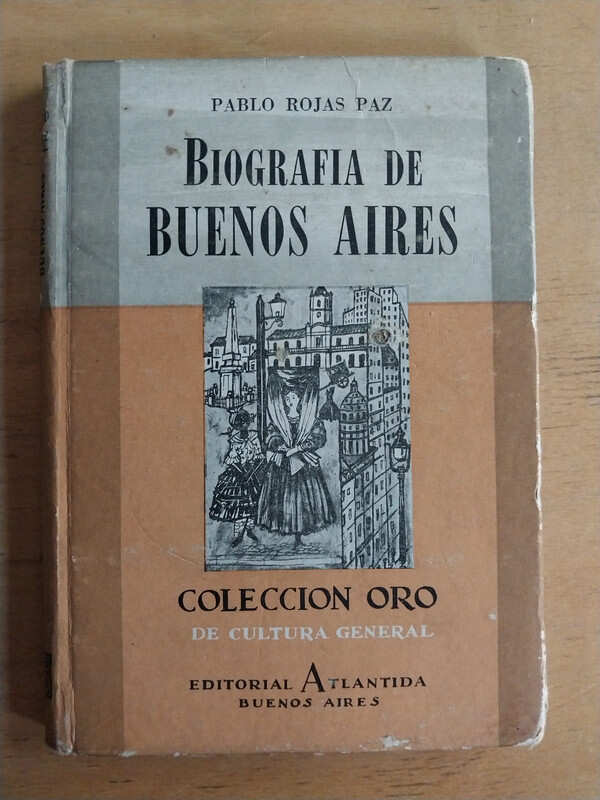 PABLO ROJAS PAZ
BIOGRAFIA DE
BUENOS AIRES
COLECCION ORO
DE CULTURA GENERAL
EDITORIAL ATLANTIDA
BUENOS AIRES